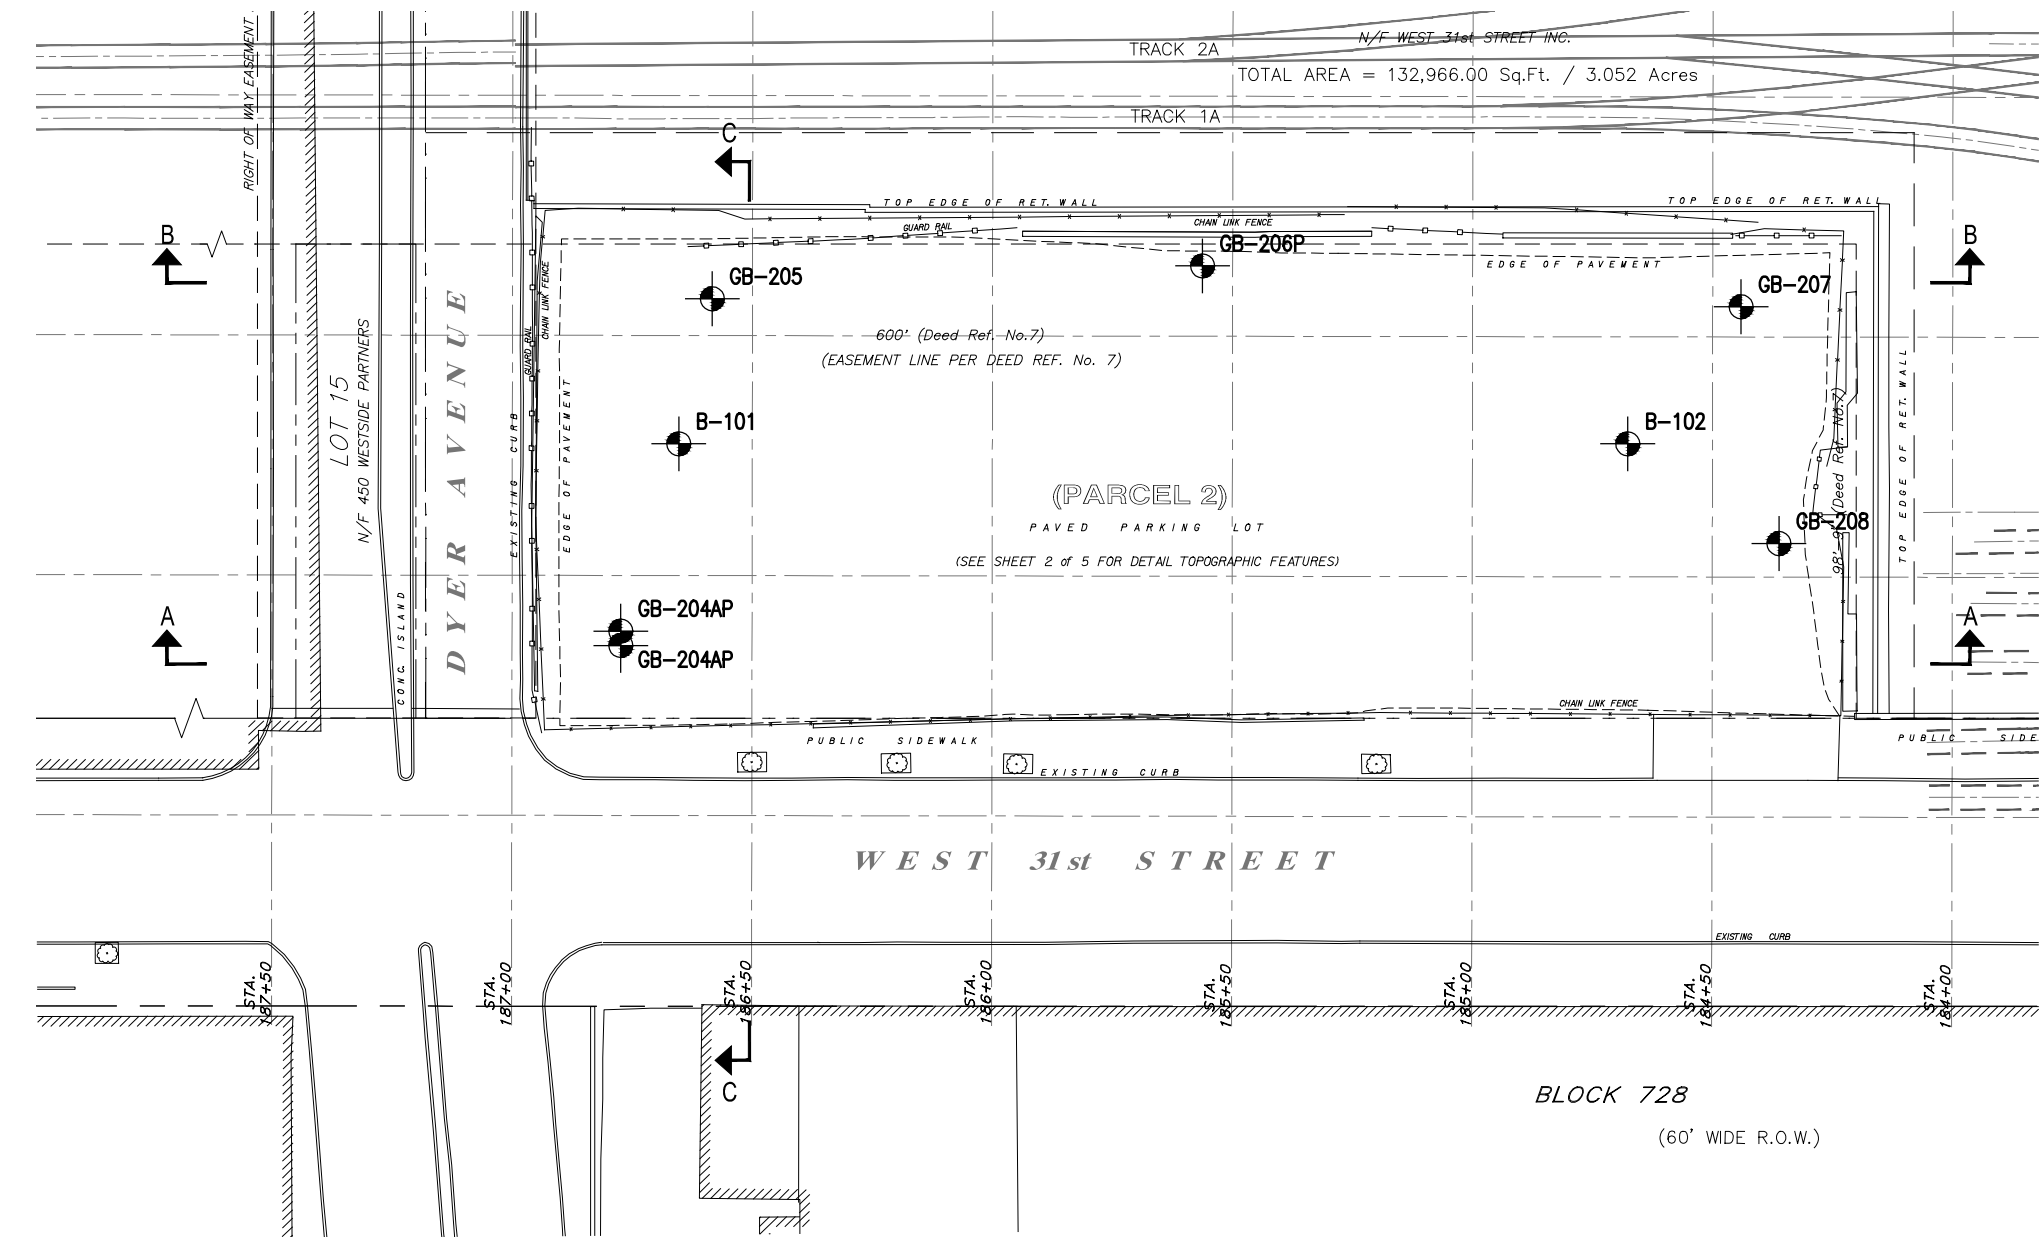 RIGHT OF WAY EASEMENT
TRACK 2A
N/F WEST 31st STREET INC.
TOTAL AREA = 132,966.00 Sq.Ft. / 3.052 Acres
TRACK 1A
C
TOP EDGE OF RET. WALL
TOP EDGE OF RET. WALL
CHAIN LINK FENCE
GUARD RAIL
B
B
GB-206P
EDGE OF PAVEMENT
GB-205
GB-207
CHAIN LINK FENCE
GUARD RAIL
600' (Deed Ref. No.7)
(EASEMENT LINE PER DEED REF. No. 7)
LOT 15
N/F 450 WESTSIDE PARTNERS
DYER AVENUE
EXISTING CURB
EDGE OF PAVEMENT
B-101
B-102
98'-9" (Deed Ref. No.7)
TOP EDGE OF RET. WALL
(PARCEL 2)
PAVED PARKING LOT
(SEE SHEET 2 of 5 FOR DETAIL TOPOGRAPHIC FEATURES)
GB-208
A
A
GB-204AP
GB-204AP
CONC. ISLAND
CHAIN LINK FENCE
PUBLIC SIDEWALK
PUBLIC SIDE
EXISTING CURB
WEST 31st STREET
EXISTING CURB
STA.
187+50
STA.
187+00
STA.
186+50
STA.
186+00
STA.
185+50
STA.
185+00
STA.
184+50
STA.
184+00
C
BLOCK 728
(60' WIDE R.O.W.)